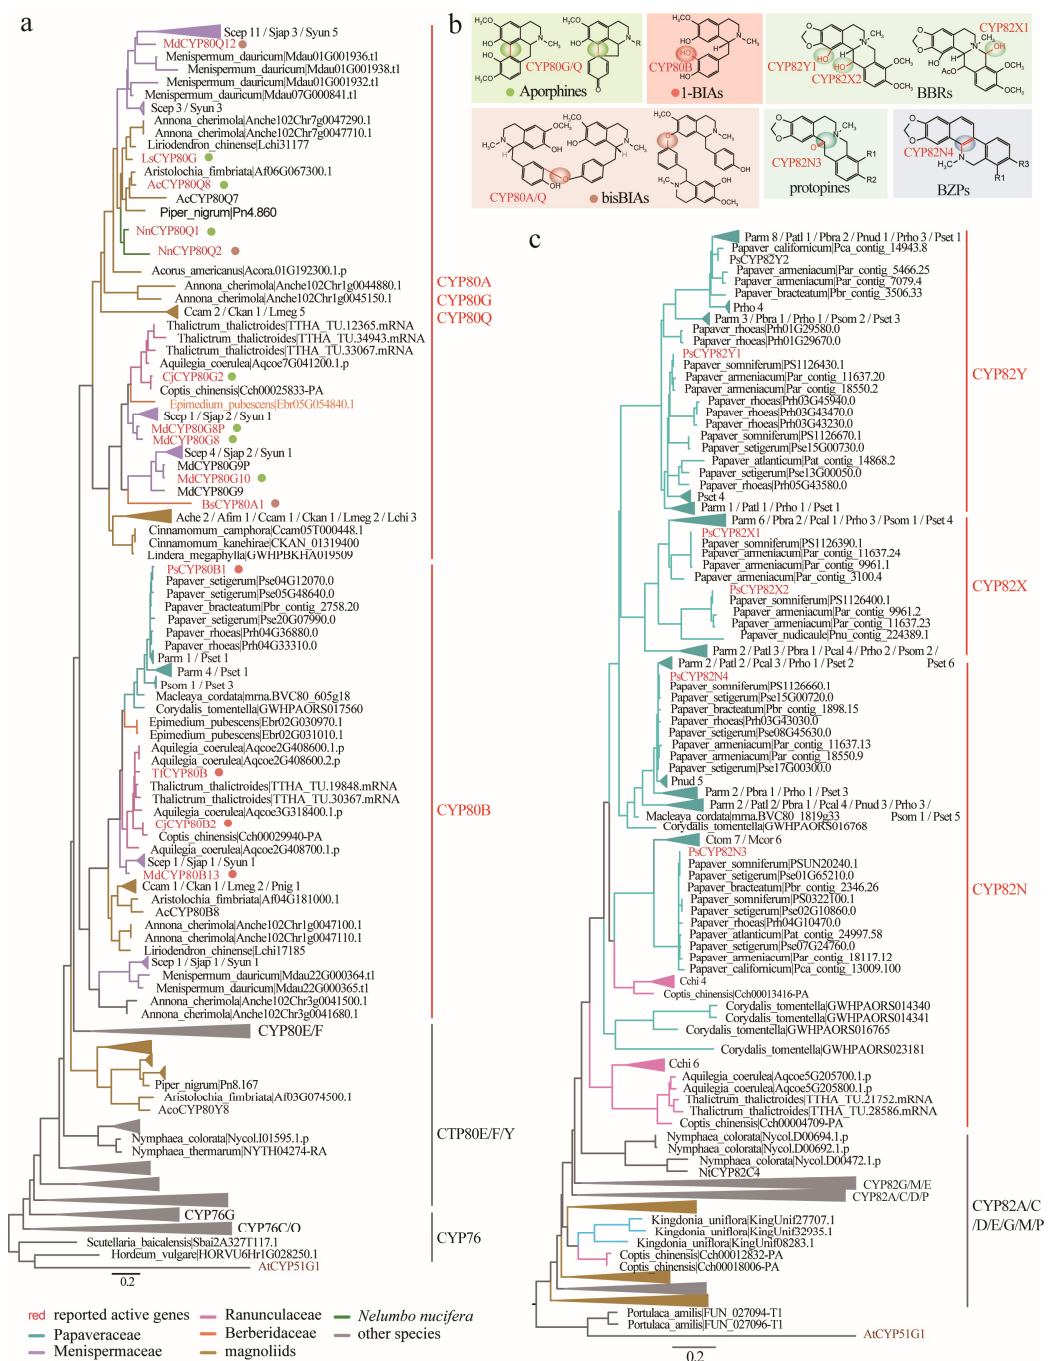 a
Scep 11 / Sjap 3 / Syun 5
MdCYP80Q12
Menispermum_dauricum|Mdau01G001936.t1
Menispermum_dauricum|Mdau01G001938.t1
Menispermum_dauricum|Mdau01G001932.t1
Menispermum_dauricum|Mdau07G000841.t1
Scep 3 / Syun 3
Annona_cherimola|Anche102Chr7g0047290.1
Annona_cherimola|Anche102Chr7g0047710.1
Liriodendron_chinense|Lchi31177
LsCYP80G
Aristolochia_fimbriata|Af06G067300.1
AcCYP80Q8
AcCYP80Q7
Piper_nigrum|Pn4.860
NnCYP80Q1
NnCYP80Q2
Acorus_americanus|Acora.01G192300.1.p
Annona_cherimola|Anche102Chr1g0044880.1
Annona_cherimola|Anche102Chr1g0045150.1
Ccam 2 / Ckan 1 / Lmeg 5
CYP80A
CYP80G
CYP80Q
Thalictrum_thalictroides|TTHA_TU.12365.mRNA
Thalictrum_thalictroides|TTHA_TU.34943.mRNA
Thalictrum_thalictroides|TTHA_TU.33067.mRNA
Aquilegia_coerulea|Aqcoe7G041200.1.p
CjCYP80G2
Coptis_chinensis|Cch00025833-PA
Epimedium_pubescens|Ebr05G054840.1
Scep 1 / Sjap 2 / Syun 1
MdCYP80G8P
MdCYP80G8
Scep 4 / Sjap 2 / Syun 1
MdCYP80G9P
MdCYP80G10
MdCYP80G9
BsCYP80A1
Ache 2 / Afim 1 / Ccam 1 / Ckan 1 / Lmeg 2 / Lchi 3
Cinnamomum_camphora|Ccam05T000448.1
Cinnamomum_kanehirae|CKAN_01319400
Lindera_megaphylla|GWHPBKHA019509
PsCYP80B1
Papaver_setigerum|Pse04G12070.0
Papaver_setigerum|Pse05G48640.0
Papaver_bracteatum|Pbr_contig_2758.20
Papaver_setigerum|Pse20G07990.0
Papaver_rhoeas|Prh04G36880.0
Papaver_rhoeas|Prh04G33310.0
Parm 1 / Pset 1
Parm 4 / Pset 1
Psom 1 / Pset 3
Macleaya_cordata|mrna.BVC80_605g18
Corydalis_tomentella|GWHPAORS017560
Epimedium_pubescens|Ebr02G030970.1
Epimedium_pubescens|Ebr02G031010.1
Aquilegia_coerulea|Aqcoe2G408600.1.p
Aquilegia_coerulea|Aqcoe2G408600.2.p
TfCYP80B
Thalictrum_thalictroides|TTHA_TU.19848.mRNA
Thalictrum_thalictroides|TTHA_TU.30367.mRNA
Aquilegia_coerulea|Aqcoe3G318400.1.p
CjCYP80B2
Coptis_chinensis|Cch00029940-PA
Aquilegia_coerulea|Aqcoe2G408700.1.p
Scep 1 / Sjap 1 / Syun 1
MdCYP80B13
Ccam 1 / Ckan 1 / Lmeg 2 / Pnig 1
Aristolochia_fimbriata|Af04G181000.1
AcCYP80B8
Annona_cherimola|Anche102Chr1g0047100.1
Annona_cherimola|Anche102Chr1g0047110.1
Liriodendron_chinense|Lchi17185
Scep 1 / Sjap 1 / Syun 1
Menispermum_dauricum|Mdau22G000364.t1
Menispermum_dauricum|Mdau22G000365.t1
Annona_cherimola|Anche102Chr3g0041500.1
Annona_cherimola|Anche102Chr3g0041680.1
CYP80B
CYP80E/F
Piper_nigrum|Pn8.167
Aristolochia_fimbriata|Af03G074500.1
AcoCYP80Y8
Nymphaea_colorata|Nycol.I01595.1.p
Nymphaea_thermarum|NYTH04274-RA
CTP80E/F/Y
CYP76G
CYP76C/O
Scutellaria_baicalensis|Sbai2A327T117.1
Hordeum_vulgare|HORVU6Hr1G028250.1
AtCYP51G1
CYP76
0.2
red reported active genes
Papaveraceae
Menispermaceae
Ranunculaceae
Berberidaceae
magnoliids
Nelumbo nucifera
other species
b
CYP80G/Q
Aporphines
CYP80B
1-BIAs
CYP82Y1
CYP82X2
CYP82X1
BBRs
CYP80A/Q
bisBIAs
CYP82N3
protopines
CYP82N4
BZPs
c
Parm 8 / Patl 1 / Pbra 2 / Pnud 1 / Prho 3 / Pset 1
Papaver_californicum|Pca_contig_14943.8
PsCYP82Y2
Papaver_armeniacum|Par_contig_5466.25
Papaver_armeniacum|Par_contig_7079.4
Papaver_bracteatum|Pbr_contig_3506.33
Prho 4
Parm 3 / Pbra 1 / Prho 1 / Psom 2 / Pset 3
Papaver_rhoeas|Prh01G29580.0
Papaver_rhoeas|Prh01G29670.0
PsCYP82Y1
Papaver_somniferum|PS1126430.1
Papaver_armeniacum|Par_contig_11637.20
Papaver_armeniacum|Par_contig_18550.2
Papaver_rhoeas|Prh03G45940.0
Papaver_rhoeas|Prh03G43470.0
Papaver_rhoeas|Prh03G43230.0
Papaver_somniferum|PS1126670.1
Papaver_setigerum|Pse15G00730.0
Papaver_atlanticum|Pat_contig_14868.2
Papaver_setigerum|Pse13G00050.0
Papaver_rhoeas|Prh05G43580.0
Pset 4
Parm 1 / Patl 1 / Prho 1 / Pset 1
CYP82Y
Parm 6 / Pbra 2 / Pcal 1 / Prho 3 / Psom 1 / Pset 4
PsCYP82X1
Papaver_somniferum|PS1126390.1
Papaver_armeniacum|Par_contig_11637.24
Papaver_armeniacum|Par_contig_9961.1
Papaver_armeniacum|Par_contig_3100.4
PsCYP82X2
Papaver_somniferum|PS1126400.1
Papaver_armeniacum|Par_contig_9961.2
Papaver_armeniacum|Par_contig_11637.23
Papaver_nudicaule|Pnu_contig_224389.1
Parm 2 / Patl 3 / Pbra 1 / Pcal 4 / Prho 2 / Psom 2 /
Pset 6
CYP82X
Parm 2 / Patl 2 / Pcal 3 / Prho 1 / Pset 2
PsCYP82N4
Papaver_somniferum|PS1126660.1
Papaver_setigerum|Pse15G00720.0
Papaver_bracteatum|Pbr_contig_1898.15
Papaver_rhoeas|Prh03G43030.0
Papaver_setigerum|Pse08G45630.0
Papaver_armeniacum|Par_contig_11637.13
Papaver_armeniacum|Par_contig_18550.9
Papaver_setigerum|Pse17G00300.0
Pnud 5
Parm 2 / Pbra 1 / Prho 1 / Pset 3
Parm 2 / Patl 2 / Pbra 1 / Pcal 4 / Pnud 3 / Prho 3 /
Psom 1 / Pset 5
Macleaya_cordata|mrna.BVC80_1819g33
Corydalis_tomentella|GWHPAORS016768
Ctom 7 / Mcor 6
PsCYP82N3
Papaver_somniferum|PSUN20240.1
Papaver_setigerum|Pse01G65210.0
Papaver_bracteatum|Pbr_contig_2346.26
Papaver_somniferum|PS0322100.1
Papaver_setigerum|Pse02G10860.0
Papaver_rhoeas|Prh04G10470.0
Papaver_atlanticum|Pat_contig_24997.58
Papaver_setigerum|Pse07G24760.0
Papaver_armeniacum|Par_contig_18117.12
Papaver_californicum|Pca_contig_13009.100
Cchi 4
Coptis_chinensis|Cch00013416-PA
Corydalis_tomentella|GWHPAORS014340
Corydalis_tomentella|GWHPAORS014341
Corydalis_tomentella|GWHPAORS016765
Corydalis_tomentella|GWHPAORS023181
Cchi 6
Aquilegia_coerulea|Aqcoe5G205700.1.p
Aquilegia_coerulea|Aqcoe5G205800.1.p
Thalictrum_thalictroides|TTHA_TU.21752.mRNA
Thalictrum_thalictroides|TTHA_TU.28586.mRNA
Coptis_chinensis|Cch00004709-PA
CYP82N
Nymphaea_colorata|Nycol.D00694.1.p
Nymphaea_colorata|Nycol.D00692.1.p
Nymphaea_colorata|Nycol.D00472.1.p
NtCYP82C4
CYP82G/M/E
CYP82A/C/D/P
Kingdonia_uniflora|KingUnif27707.1
Kingdonia_uniflora|KingUnif32935.1
Kingdonia_uniflora|KingUnif08283.1
Coptis_chinensis|Cch00012832-PA
Coptis_chinensis|Cch00018006-PA
CYP82A/C
/D/E/G/M/P
Portulaca_amilis|FUN_027094-T1
Portulaca_amilis|FUN_027096-T1
AtCYP51G1
0.2